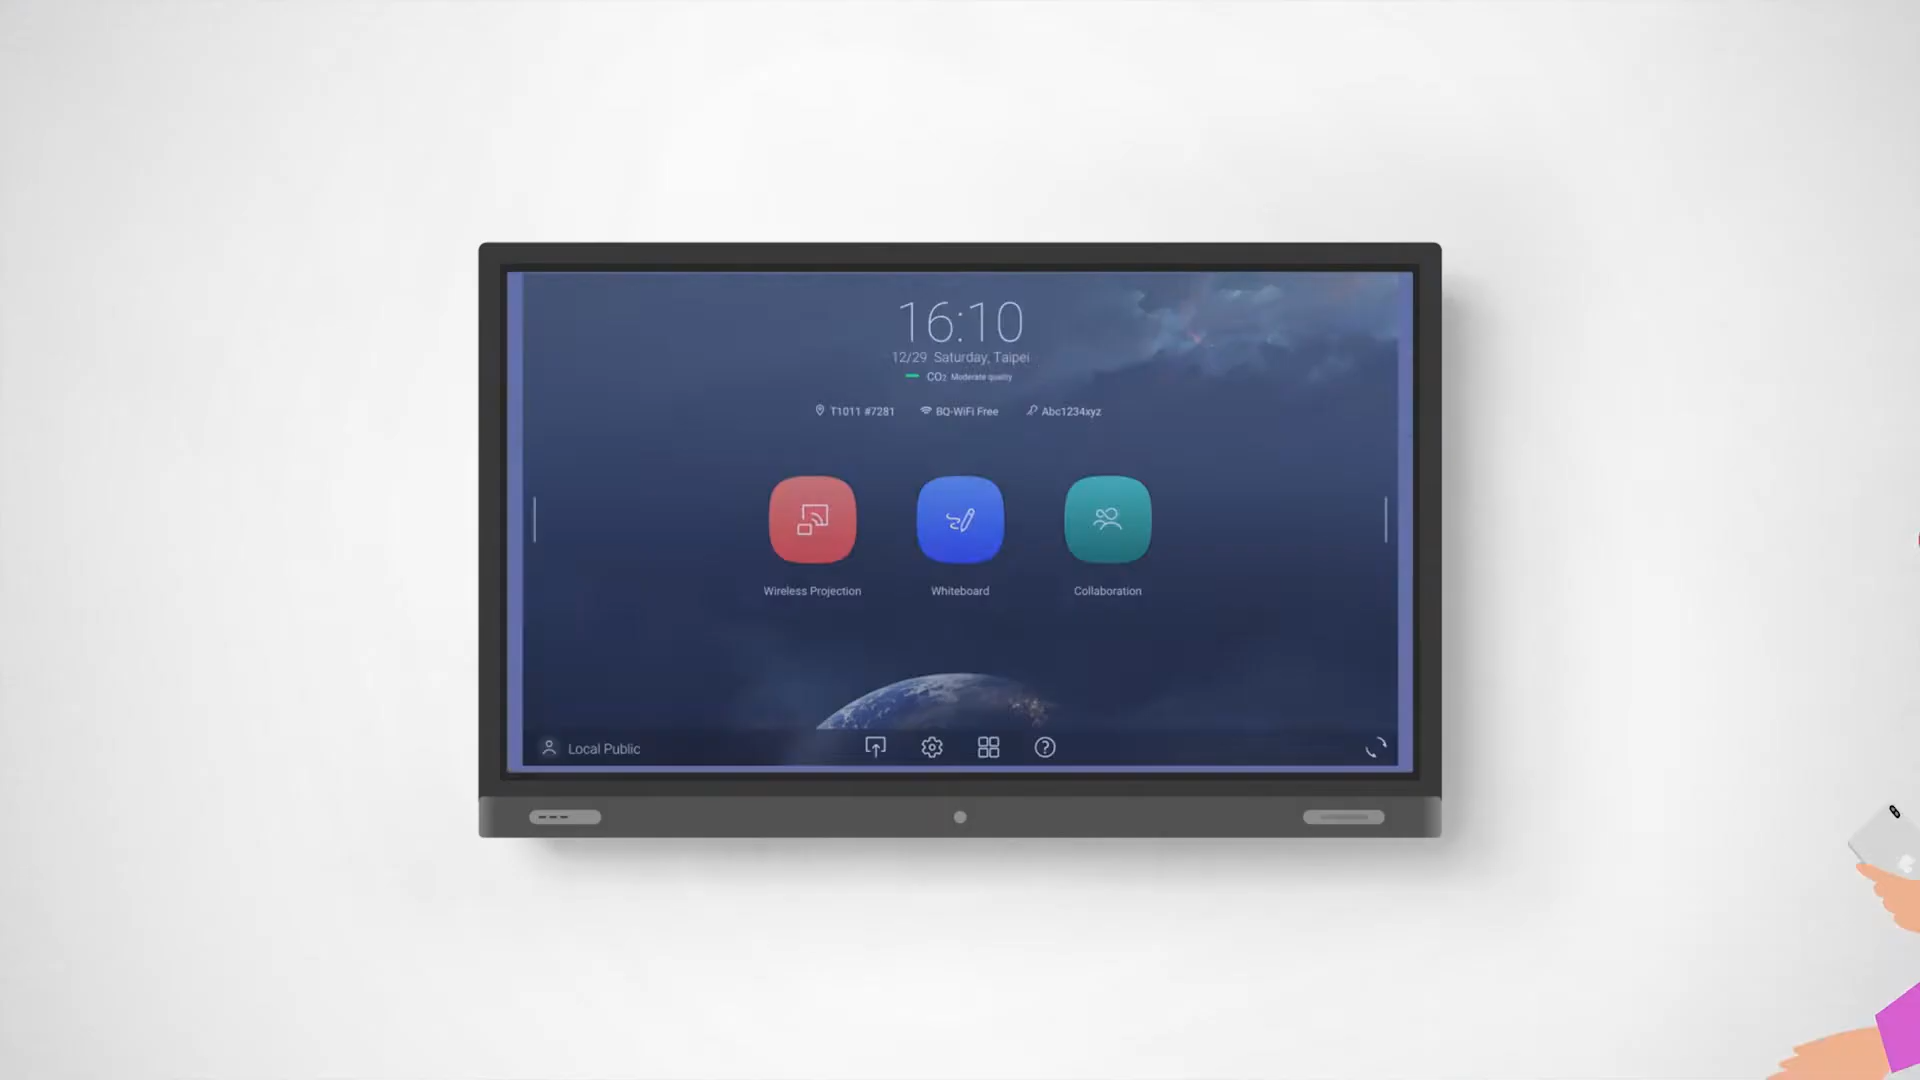 16:10
12/29 Saturday, Taipei
CO₂ Moderate quality
T1011 #7281 BQ-WiFi Free Abc1234xyz
Wireless Projection Whiteboard Collaboration
Local Public